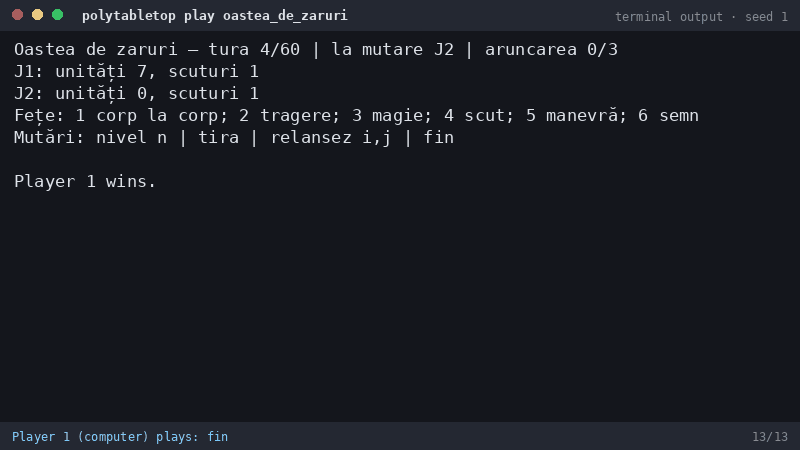 polytabletop play oastea_de_zaruri
terminal output · seed 1
Oastea de zaruri — tura 4/60 | la mutare J2 | aruncarea 0/3
J1: unități 7, scuturi 1
J2: unități 0, scuturi 1
Fețe: 1 corp la corp; 2 tragere; 3 magie; 4 scut; 5 manevră; 6 semn
Mutări: nivel n | tira | relansez i,j | fin
Player 1 wins.
Player 1 (computer) plays: fin
13/13